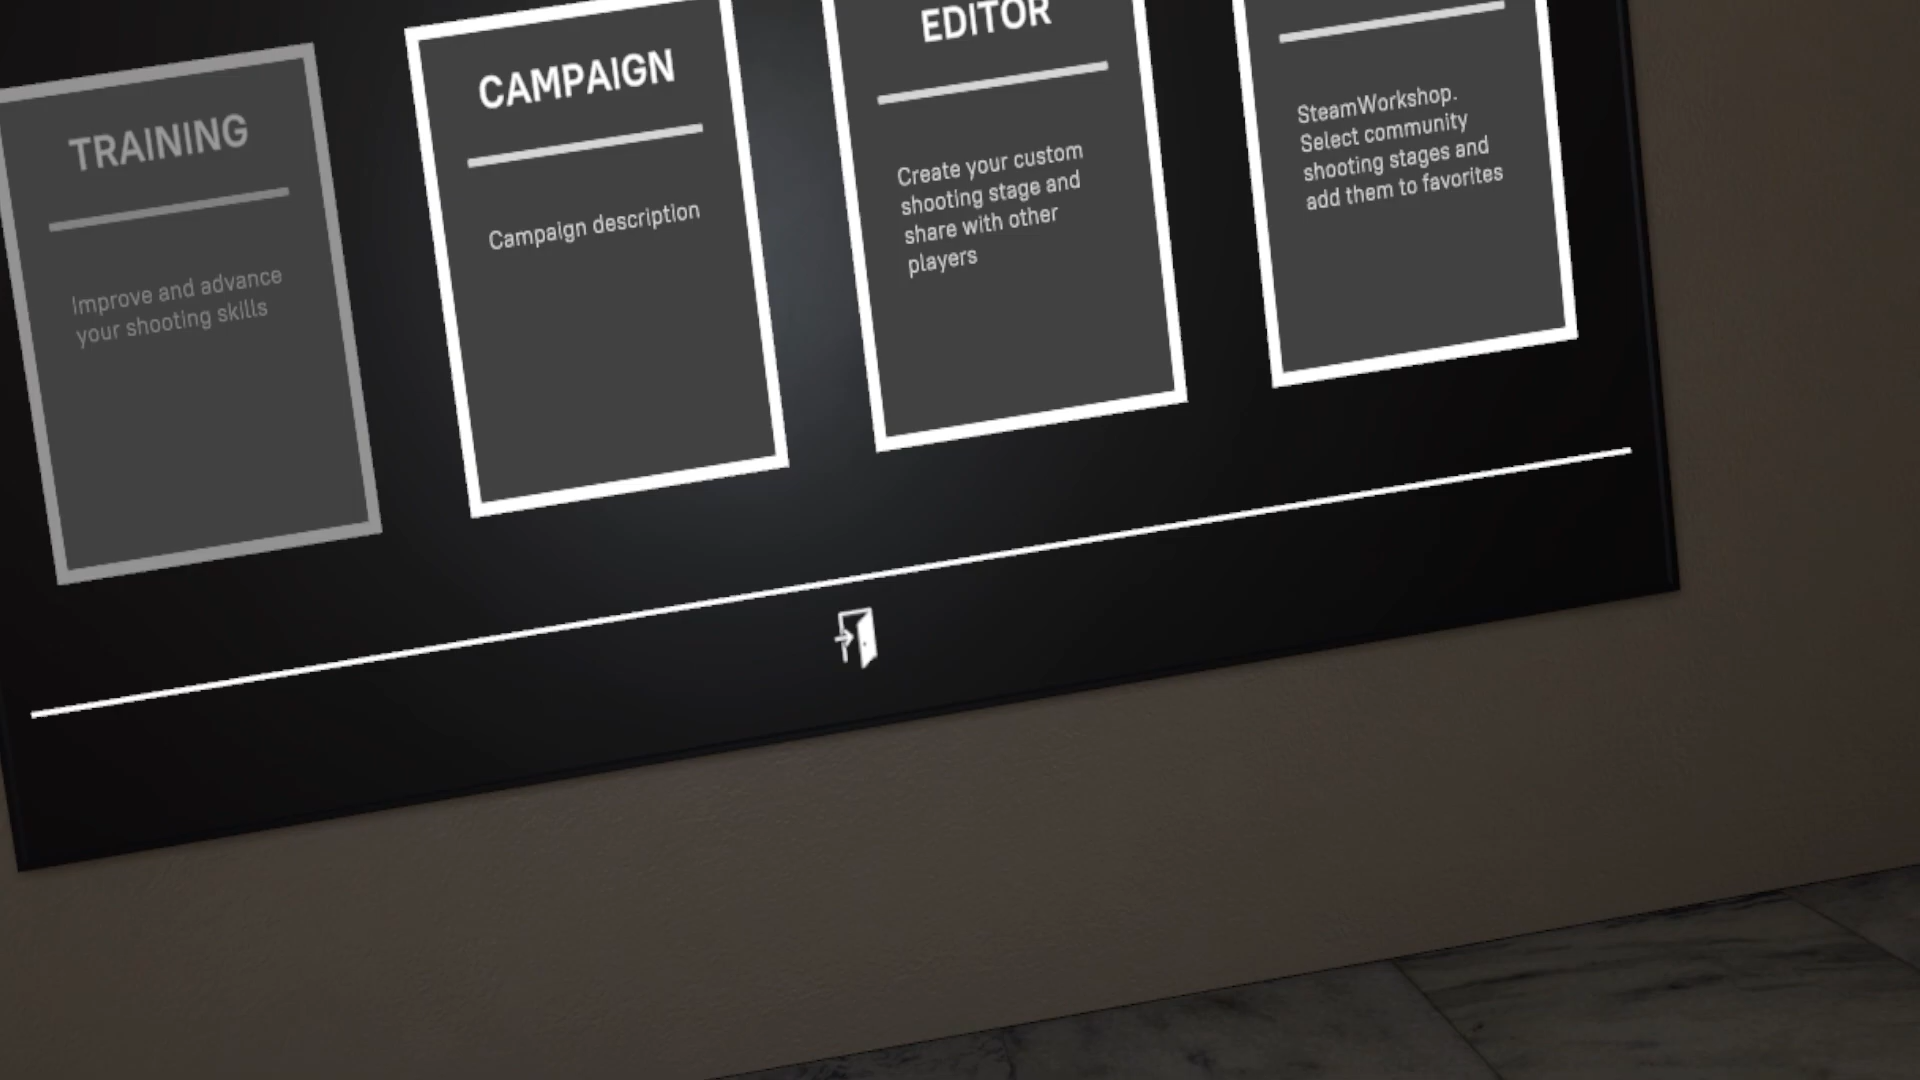 TRAINING
Improve and advance
your shooting skills
CAMPAIGN
Campaign description
EDITOR
Create your custom
shooting stage and
share with other
players
SteamWorkshop.
Select community
shooting stages and
add them to favorites